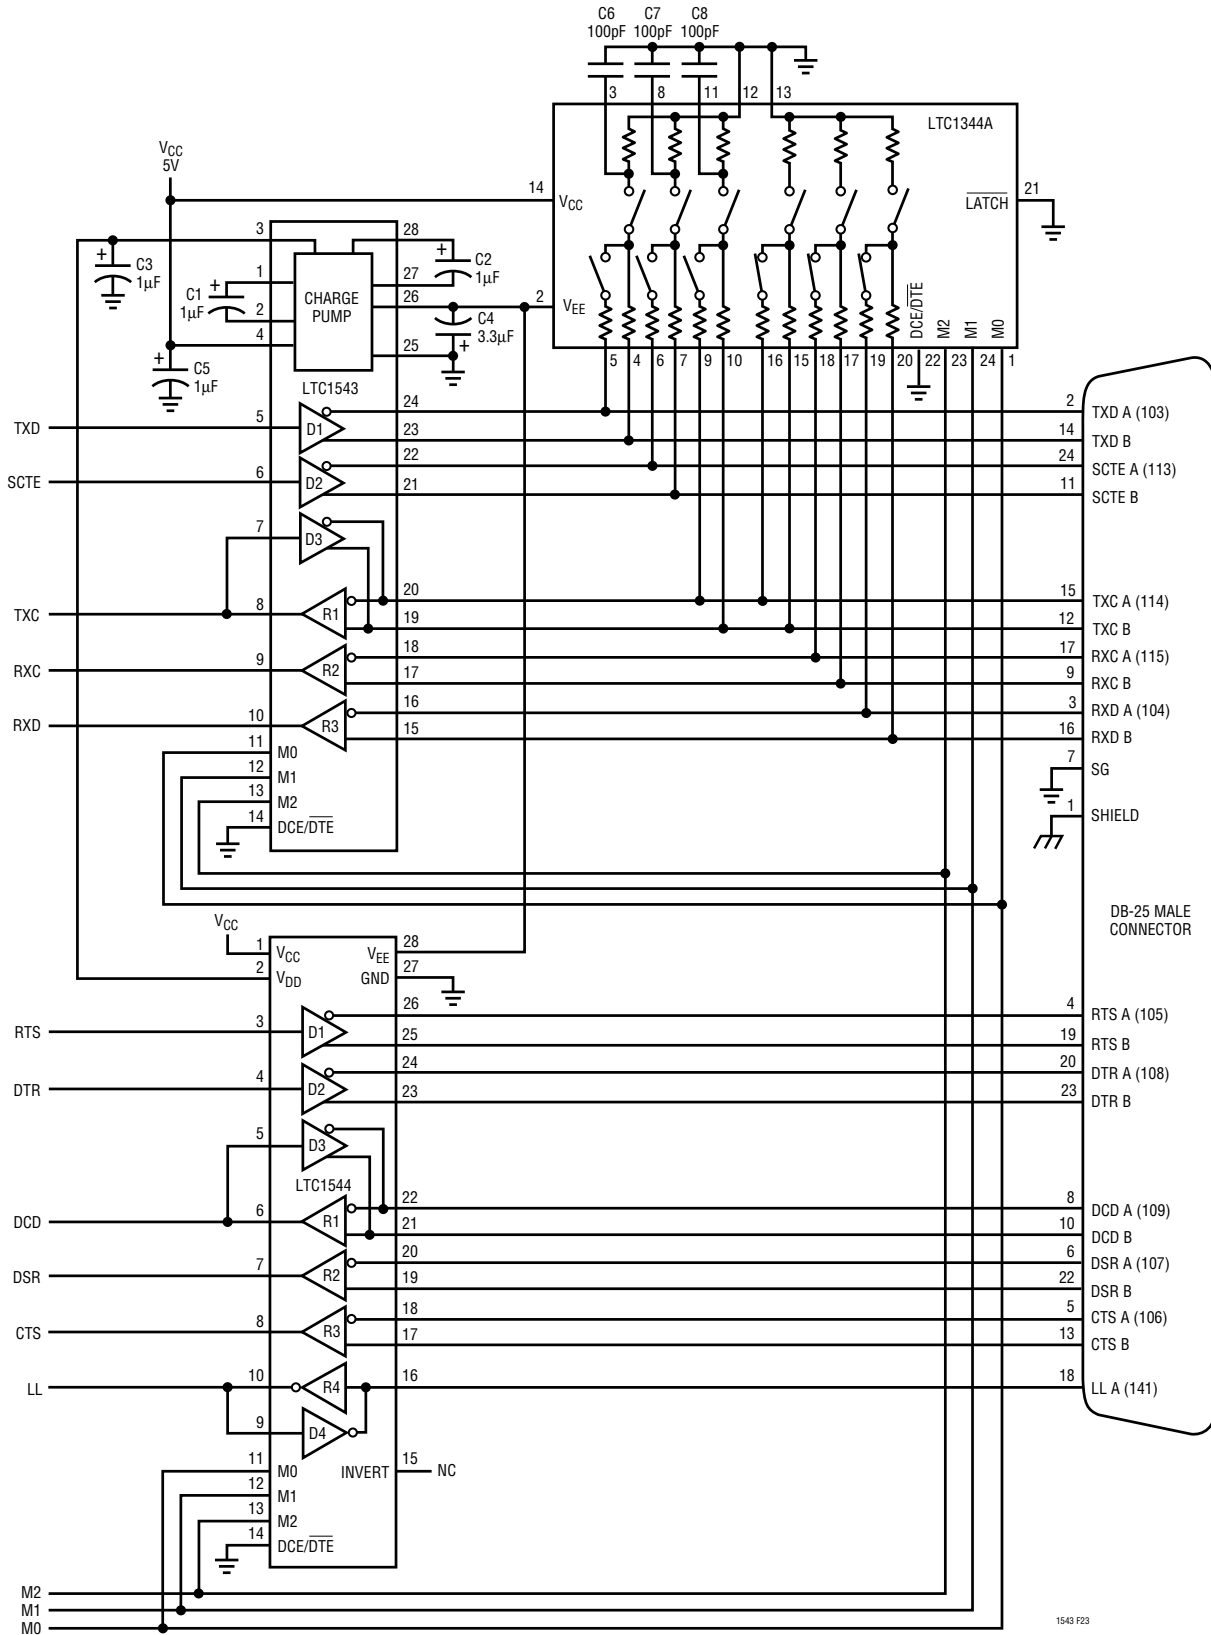 C6 C7 C8
100pF 100pF 100pF
3 8 11 12 13
LTC1344A
VCC
5V
14 VCC
LATCH 21
3 28
C3
1µF
C2
1µF
1 27
C1
1µF
CHARGE
PUMP
2 26
2 VEE
C4
3.3µF
4 25
DCE/DTE M2 M1 M0
5 4 6 7 9 10 16 15 18 17 19 20 22 23 24 1
C5
1µF
LTC1543
TXD 5 D1 24 2 TXD A (103)
23 14 TXD B
SCTE 6 D2 22 24 SCTE A (113)
21 11 SCTE B
7 D3
TXC 8 R1 20 15 TXC A (114)
19 12 TXC B
RXC 9 R2 18 17 RXC A (115)
17 9 RXC B
RXD 10 R3 16 3 RXD A (104)
15 16 RXD B
11 M0
12 M1
13 M2
14 DCE/DTE
7 SG
1 SHIELD
DB-25 MALE
CONNECTOR
VCC
1 VCC VEE 28
2 VDD GND 27
RTS 3 D1 26 4 RTS A (105)
25 19 RTS B
DTR 4 D2 24 20 DTR A (108)
23 23 DTR B
5 D3
LTC1544
DCD 6 R1 22 8 DCD A (109)
21 10 DCD B
DSR 7 R2 20 6 DSR A (107)
19 22 DSR B
CTS 8 R3 18 5 CTS A (106)
17 13 CTS B
LL 10 R4 16 18 LL A (141)
9 D4
11 M0 INVERT 15 NC
12 M1
13 M2
14 DCE/DTE
M2
M1
M0
1543 F23